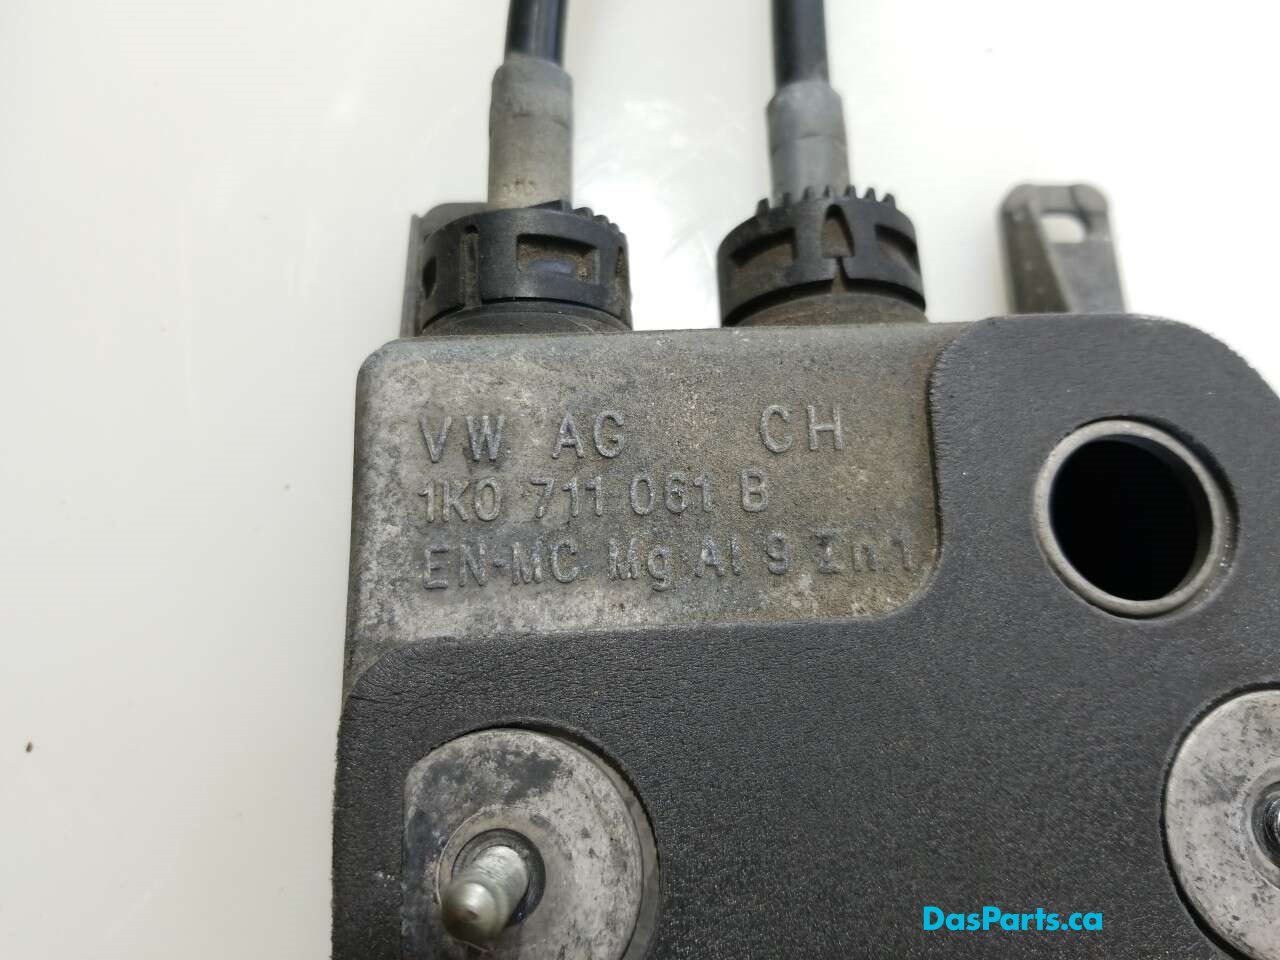 VW AG CH
1K0 711 061 B
EN-MC Mg Al 9 Zn 1
DasParts.ca